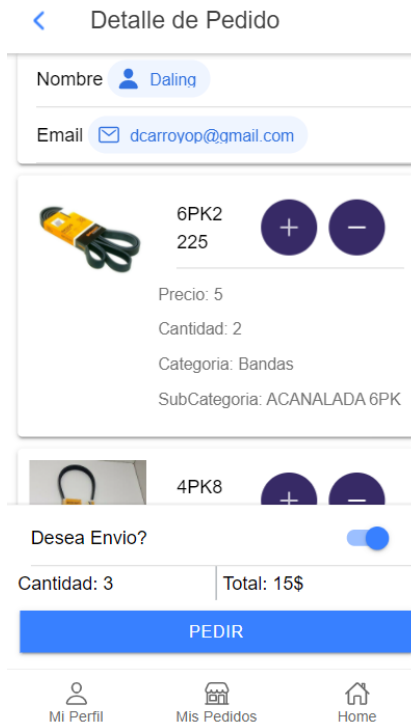 Detalle de Pedido
Nombre Daling
Email dcarroyop@gmail.com
6PK2
225
Precio: 5
Cantidad: 2
Categoria: Bandas
SubCategoria: ACANALADA 6PK
4PK8
Desea Envio?
Cantidad: 3 Total: 15$
PEDIR
Mi Perfil Mis Pedidos Home